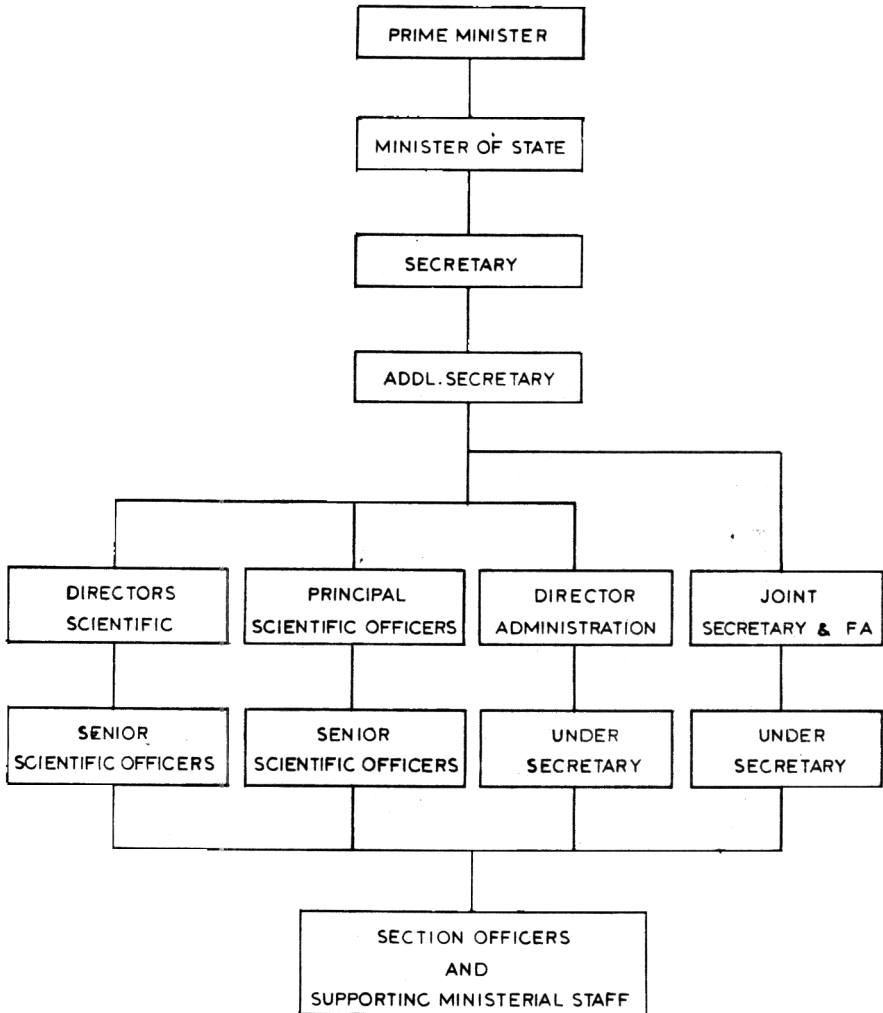 PRIME MINISTER
MINISTER OF STATE
SECRETARY
ADDL. SECRETARY
DIRECTORS
SCIENTIFIC
PRINCIPAL
SCIENTIFIC OFFICERS
DIRECTOR
ADMINISTRATION
JOINT
SECRETARY & FA
SENIOR
SCIENTIFIC OFFICERS
SENIOR
SCIENTIFIC OFFICERS
UNDER
SECRETARY
UNDER
SECRETARY
SECTION OFFICERS
AND
SUPPORTING MINISTERIAL STAFF